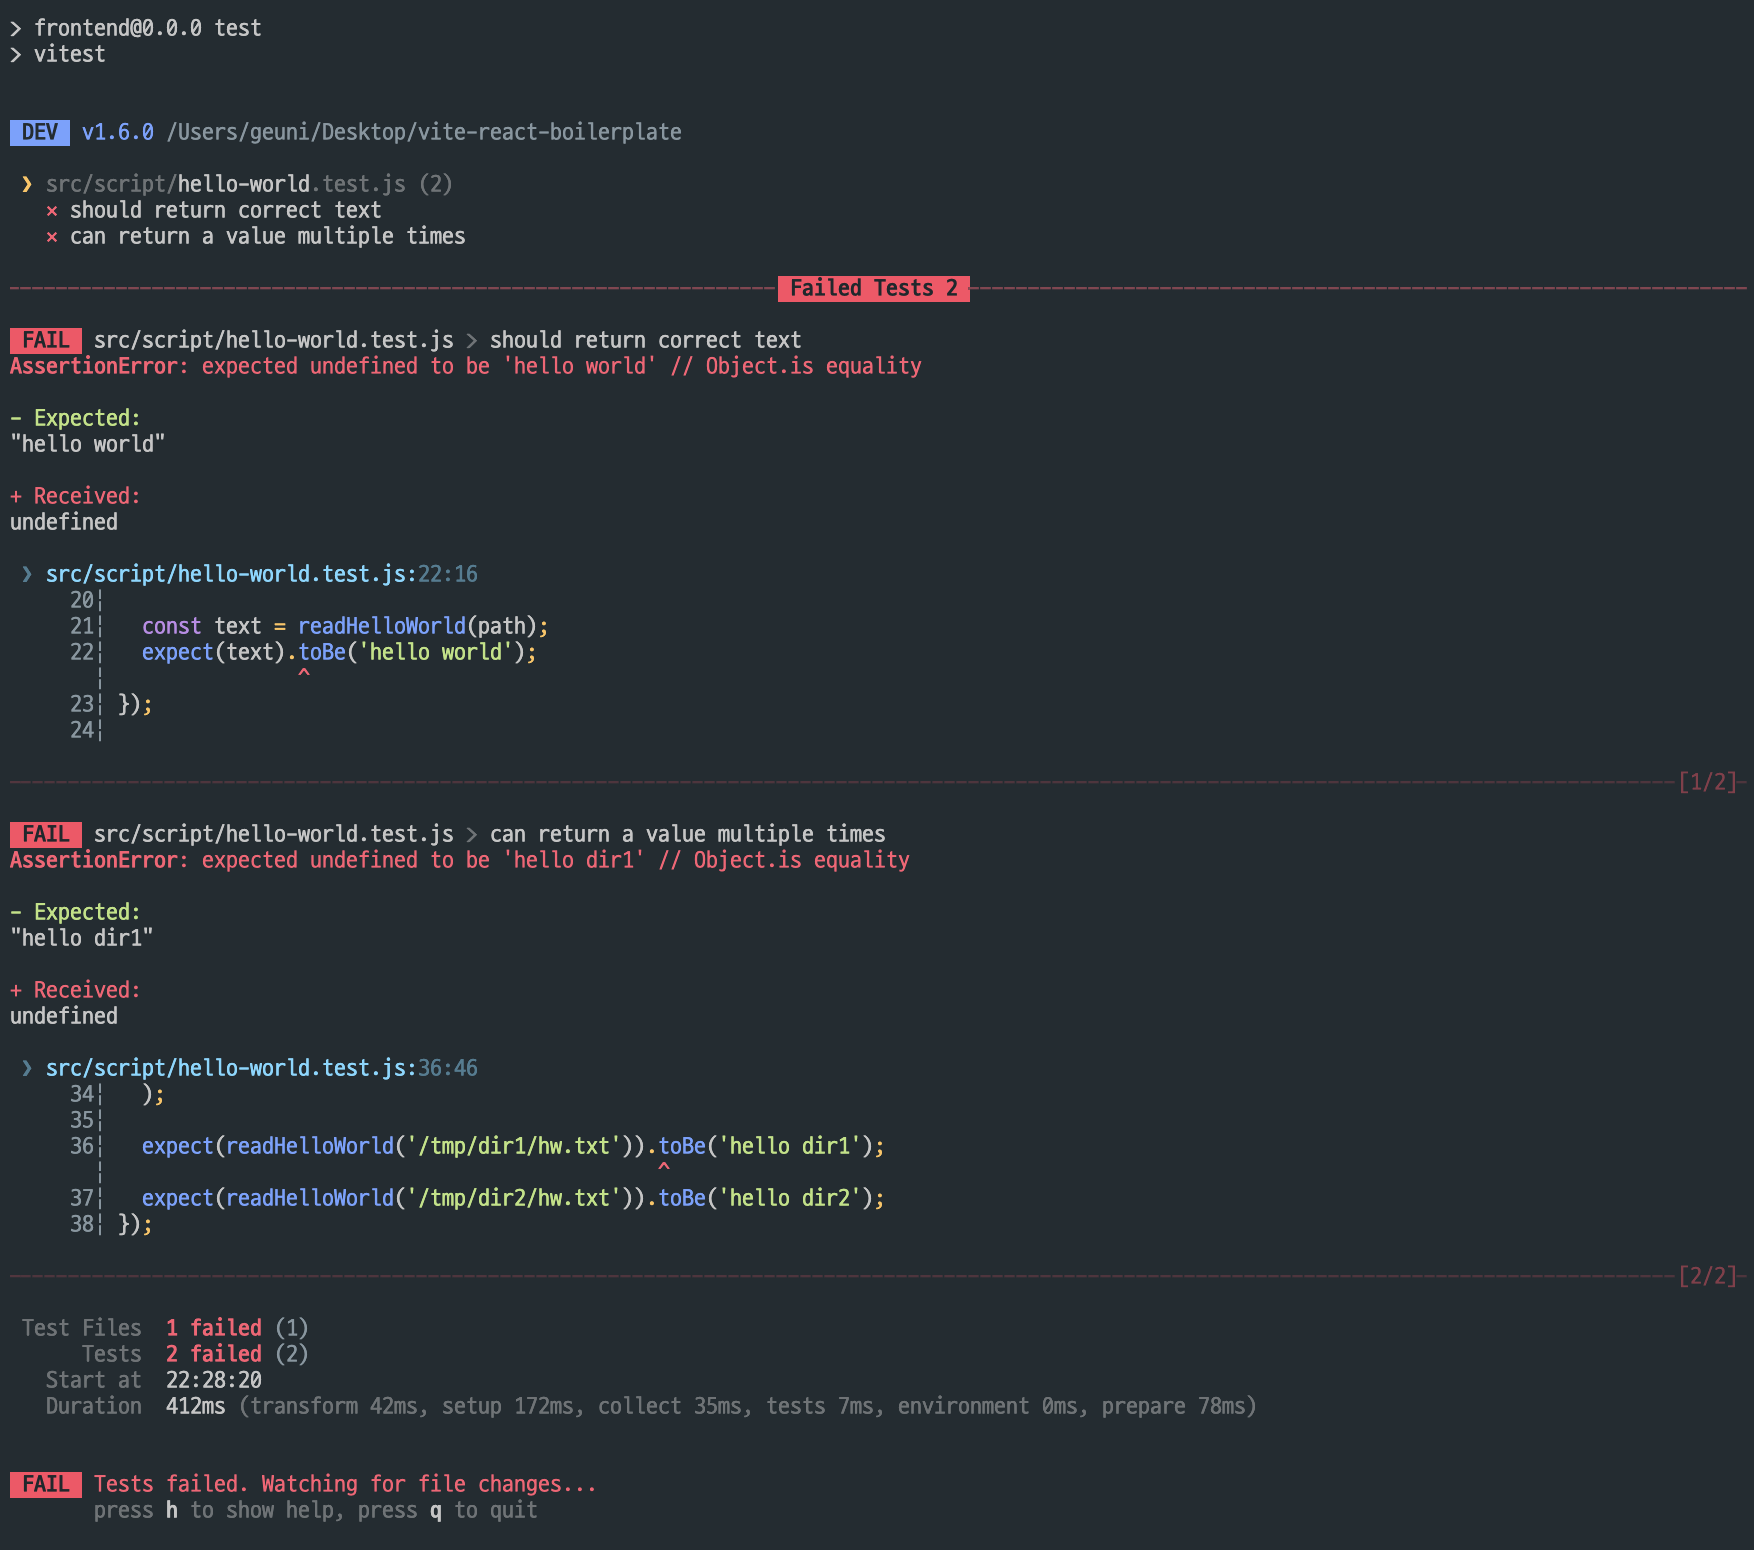 > frontend@0.0.0 test
> vitest
DEV v1.6.0 /Users/geuni/Desktop/vite-react-boilerplate
❯ src/script/hello-world.test.js (2)
× should return correct text
× can return a value multiple times
Failed Tests 2
FAIL src/script/hello-world.test.js > should return correct text
AssertionError: expected undefined to be 'hello world' // Object.is equality
- Expected:
"hello world"
+ Received:
undefined
❯ src/script/hello-world.test.js:22:16
20¦
21¦ const text = readHelloWorld(path);
22¦ expect(text).toBe('hello world');
¦ ^
23¦ });
24¦
[1/2]
FAIL src/script/hello-world.test.js > can return a value multiple times
AssertionError: expected undefined to be 'hello dir1' // Object.is equality
- Expected:
"hello dir1"
+ Received:
undefined
❯ src/script/hello-world.test.js:36:46
34¦ );
35¦
36¦ expect(readHelloWorld('/tmp/dir1/hw.txt')).toBe('hello dir1');
¦ ^
37¦ expect(readHelloWorld('/tmp/dir2/hw.txt')).toBe('hello dir2');
38¦ });
[2/2]
Test Files 1 failed (1)
Tests 2 failed (2)
Start at 22:28:20
Duration 412ms (transform 42ms, setup 172ms, collect 35ms, tests 7ms, environment 0ms, prepare 78ms)
FAIL Tests failed. Watching for file changes...
press h to show help, press q to quit